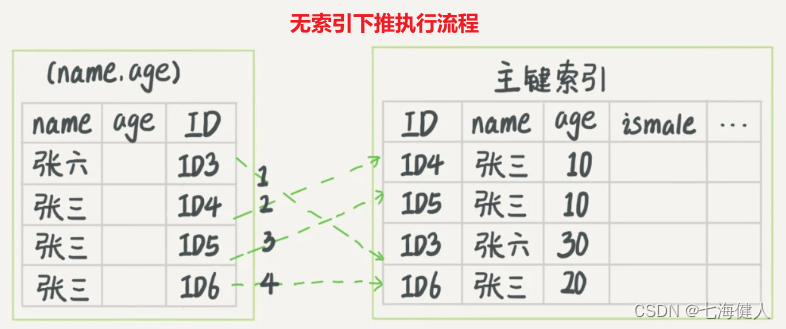 无索引下推执行流程
(name.age)
name age ID
张六 ID3
张三 ID4
张三 ID5
张三 ID6
1
2
3
4
主键索引
ID name age ismale ...
ID4 张三 10
ID5 张三 10
ID3 张六 30
ID6 张三 20
CSDN @七海健人